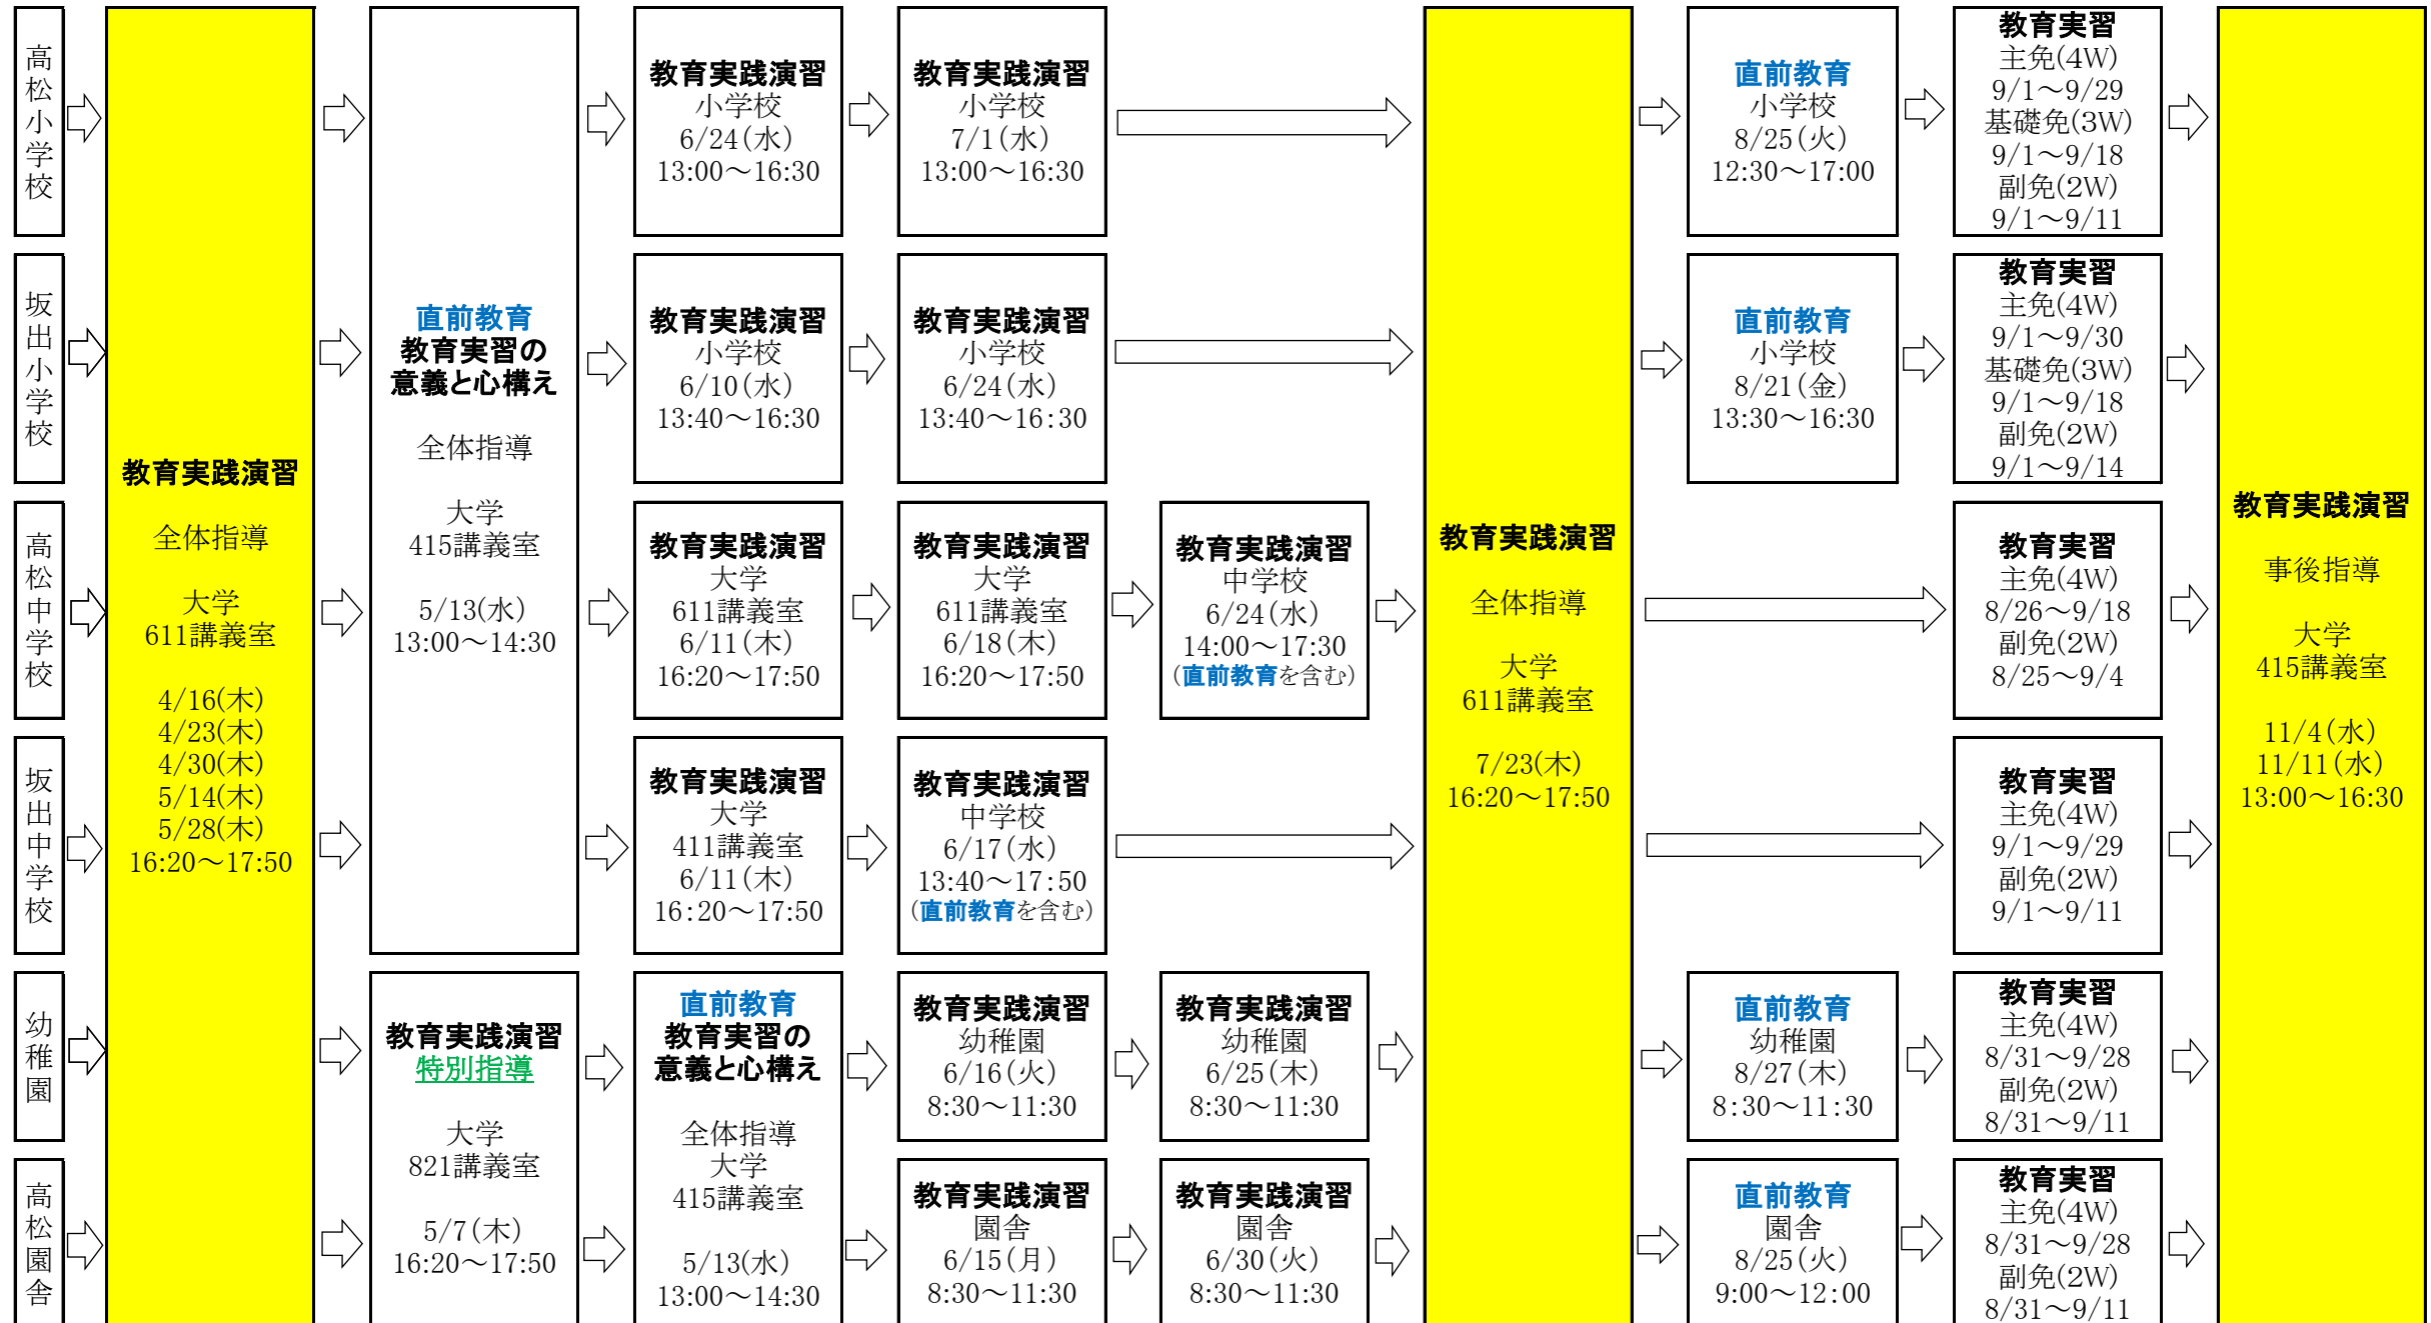 高松小学校
坂出小学校
高松中学校
坂出中学校
幼稚園
高松園舎
教育実践演習
全体指導
大学
611講義室
4/16(木)
4/23(木)
4/30(木)
5/14(木)
5/28(木)
16:20～17:50
直前教育
教育実習の
意義と心構え
全体指導
大学
415講義室
5/13(水)
13:00～14:30
教育実践演習
特別指導
大学
821講義室
5/7(木)
16:20～17:50
教育実践演習
小学校
6/24(水)
13:00～16:30
教育実践演習
小学校
6/10(水)
13:40～16:30
教育実践演習
大学
611講義室
6/11(木)
16:20～17:50
教育実践演習
大学
411講義室
6/11(木)
16:20～17:50
直前教育
教育実習の
意義と心構え
全体指導
大学
415講義室
5/13(水)
13:00～14:30
教育実践演習
小学校
7/1(水)
13:00～16:30
教育実践演習
小学校
6/24(水)
13:40～16:30
教育実践演習
大学
611講義室
6/18(木)
16:20～17:50
教育実践演習
中学校
6/17(水)
13:40～17:50
(直前教育を含む)
教育実践演習
幼稚園
6/16(火)
8:30～11:30
教育実践演習
園舎
6/15(月)
8:30～11:30
教育実践演習
中学校
6/24(水)
14:00～17:30
(直前教育を含む)
教育実践演習
幼稚園
6/25(木)
8:30～11:30
教育実践演習
園舎
6/30(火)
8:30～11:30
教育実践演習
全体指導
大学
611講義室
7/23(木)
16:20～17:50
直前教育
小学校
8/25(火)
12:30～17:00
直前教育
小学校
8/21(金)
13:30～16:30
直前教育
幼稚園
8/27(木)
8:30～11:30
直前教育
園舎
8/25(火)
9:00～12:00
教育実習
主免(4W)
9/1～9/29
基礎免(3W)
9/1～9/18
副免(2W)
9/1～9/11
教育実習
主免(4W)
9/1～9/30
基礎免(3W)
9/1～9/18
副免(2W)
9/1～9/14
教育実習
主免(4W)
8/26～9/18
副免(2W)
8/25～9/4
教育実習
主免(4W)
9/1～9/29
副免(2W)
9/1～9/11
教育実習
主免(4W)
8/31～9/28
副免(2W)
8/31～9/11
教育実習
主免(4W)
8/31～9/28
副免(2W)
8/31～9/11
教育実践演習
事後指導
大学
415講義室
11/4(水)
11/11(水)
13:00～16:30